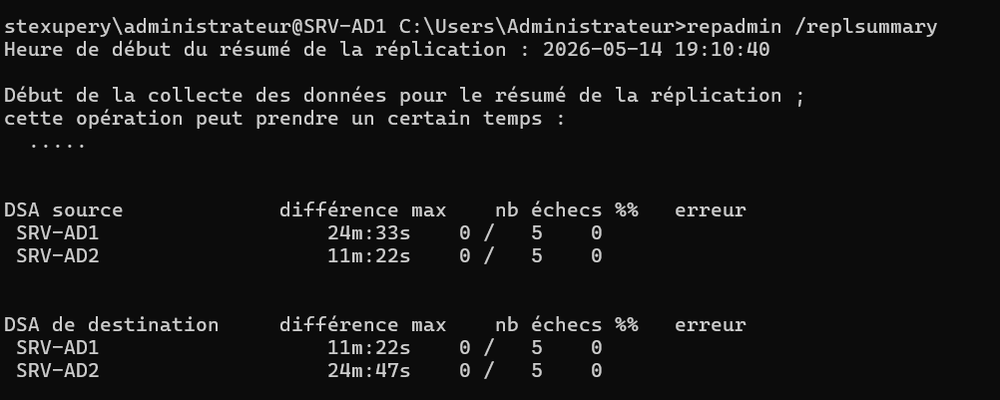 stexupery\administrateur@SRV-AD1 C:\Users\Administrateur>repadmin /replsummary
Heure de début du résumé de la réplication : 2026-05-14 19:10:40
Début de la collecte des données pour le résumé de la réplication ;
cette opération peut prendre un certain temps :
.....
DSA source différence max nb échecs %% erreur
SRV-AD1 24m:33s 0 / 5 0
SRV-AD2 11m:22s 0 / 5 0
DSA de destination différence max nb échecs %% erreur
SRV-AD1 11m:22s 0 / 5 0
SRV-AD2 24m:47s 0 / 5 0